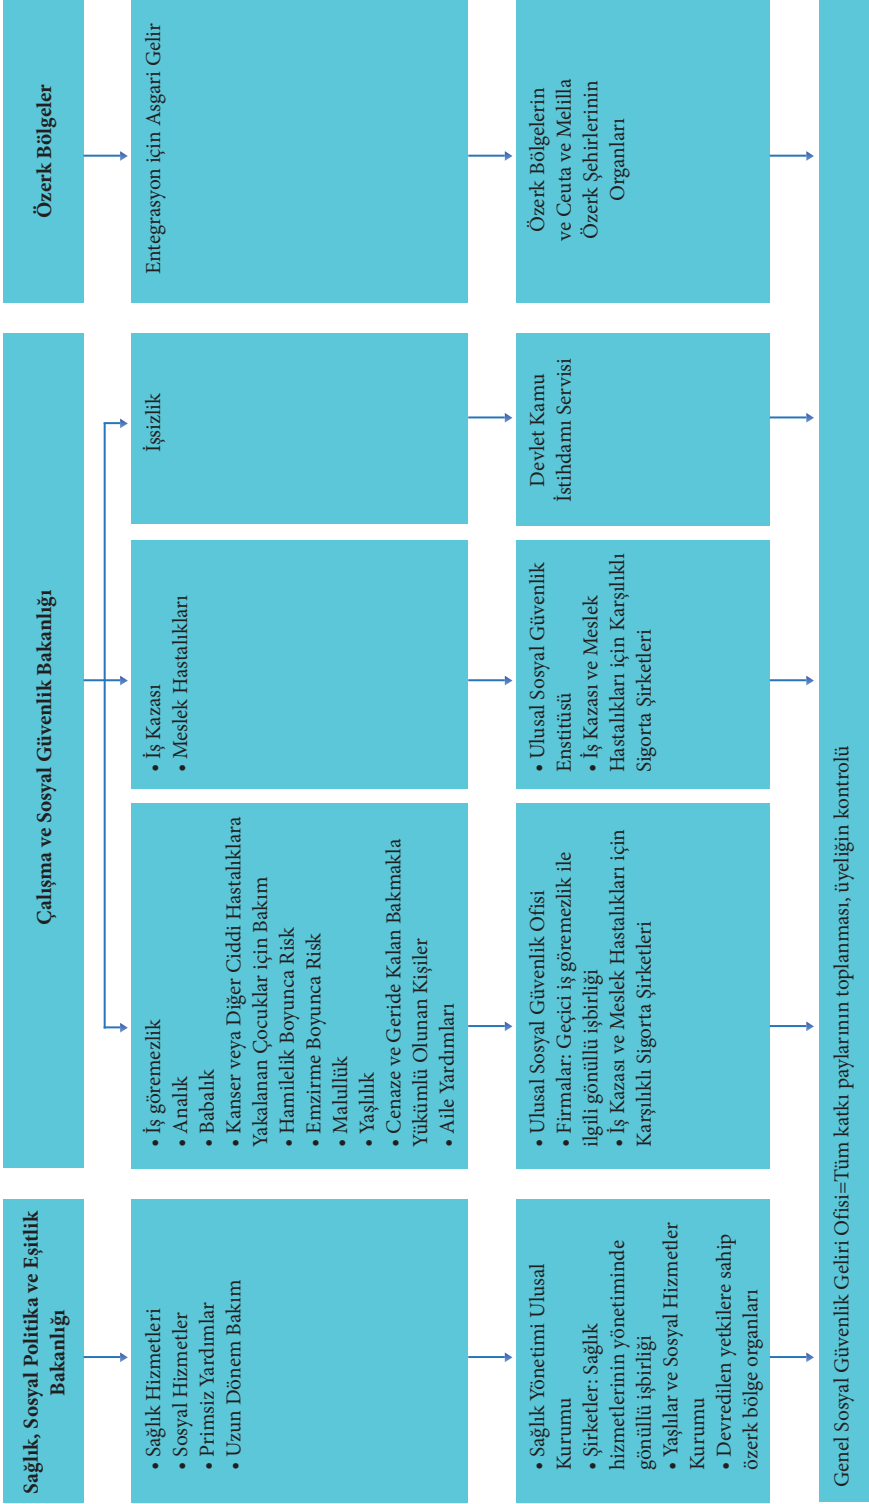 Sağlık, Sosyal Politika ve Eşitlik
Bakanlığı
Çalışma ve Sosyal Güvenlik Bakanlığı
Özerk Bölgeler
• Sağlık Hizmetleri
• Sosyal Hizmetler
• Primsiz Yardımlar
• Uzun Dönem Bakım
• İş göremezlik
• Analık
• Babalık
• Kanser veya Diğer Ciddi Hastalıklara
Yakalanan Çocuklar için Bakım
• Hamilelik Boyunca Risk
• Emzirme Boyunca Risk
• Malullük
• Yaşlılık
• Cenaze ve Geride Kalan Bakmakla
Yükümlü Olunan Kişiler
• Aile Yardımları
• İş Kazası
• Meslek Hastalıkları
İşsizlik
Entegrasyon için Asgari Gelir
• Sağlık Yönetimi Ulusal
Kurumu
• Şirketler: Sağlık
hizmetlerinin yönetiminde
gönüllü işbirliği
• Yaşlılar ve Sosyal Hizmetler
Kurumu
• Devredilen yetkilere sahip
özerk bölge organları
• Ulusal Sosyal Güvenlik Ofisi
• Firmalar: Geçici iş göremezlik ile
ilgili gönüllü işbirliği
• İş Kazası ve Meslek Hastalıkları için
Karşılıklı Sigorta Şirketleri
• Ulusal Sosyal Güvenlik
Enstitüsü
• İş Kazası ve Meslek
Hastalıkları için Karşılıklı
Sigorta Şirketleri
Devlet Kamu
İstihdamı Servisi
Özerk Bölgelerin
ve Ceuta ve Melilla
Özerk Şehirlerinin
Organları
Genel Sosyal Güvenlik Geliri Ofisi=Tüm katkı paylarının toplanması, üyeliğin kontrolü